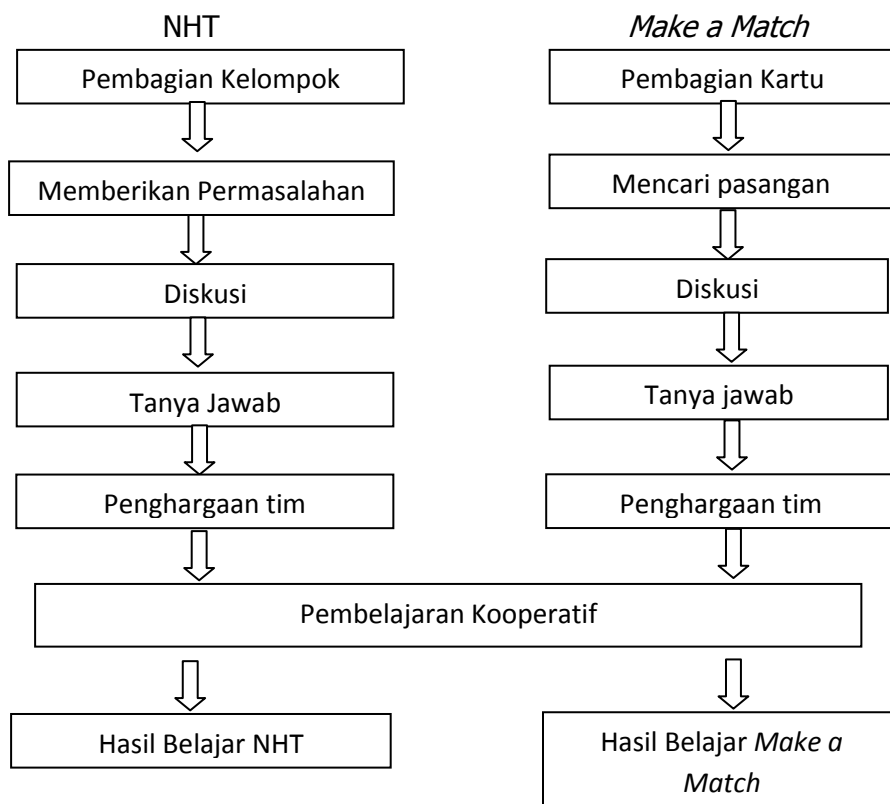 NHT
Make a Match
Pembagian Kelompok
Pembagian Kartu
Memberikan Permasalahan
Mencari pasangan
Diskusi
Diskusi
Tanya Jawab
Tanya jawab
Penghargaan tim
Penghargaan tim
Pembelajaran Kooperatif
Hasil Belajar NHT
Hasil Belajar Make a
Match